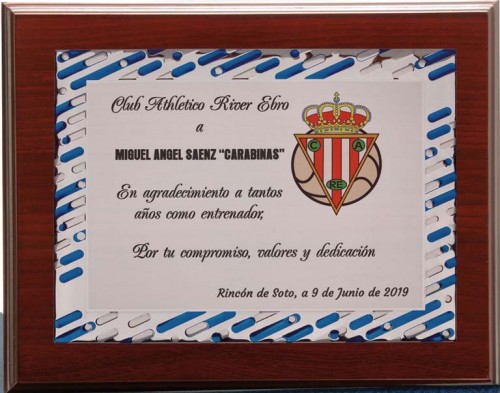 Club Athletico River Ebro
a
MIGUEL ANGEL SAENZ "CARABINAS"
C A
RE
En agradecimiento a tantos
años como entrenador,
Por tu compromiso, valores y dedicación
Rincón de Soto, a 9 de Junio de 2019